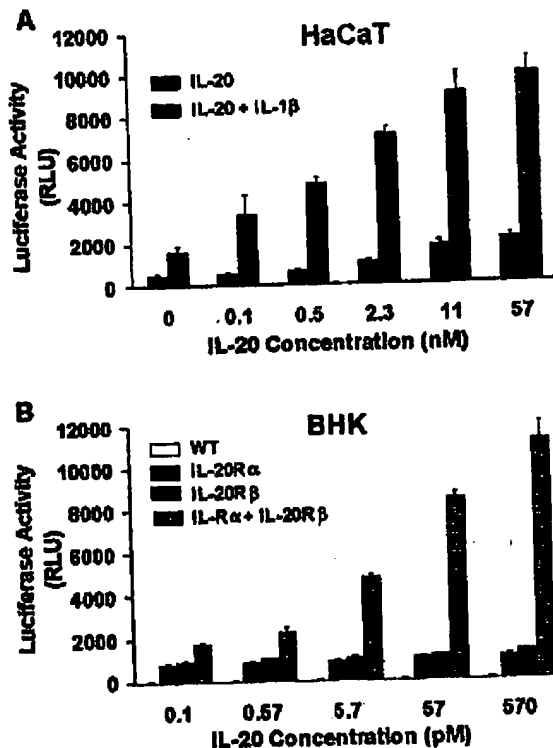 A
HaCaT
12000
10000
8000
6000
4000
2000
0
Luciferase Activity
(RLU)
IL-20
IL-20 + IL-1β
0
0.1
0.5
2.3
11
57
IL-20 Concentration (nM)
B
BHK
12000
10000
8000
6000
4000
2000
0
Luciferase Activity
(RLU)
WT
IL-20Rα
IL-20Rβ
IL-Rα + IL-20Rβ
0.1
0.57
5.7
57
570
IL-20 Concentration (pM)